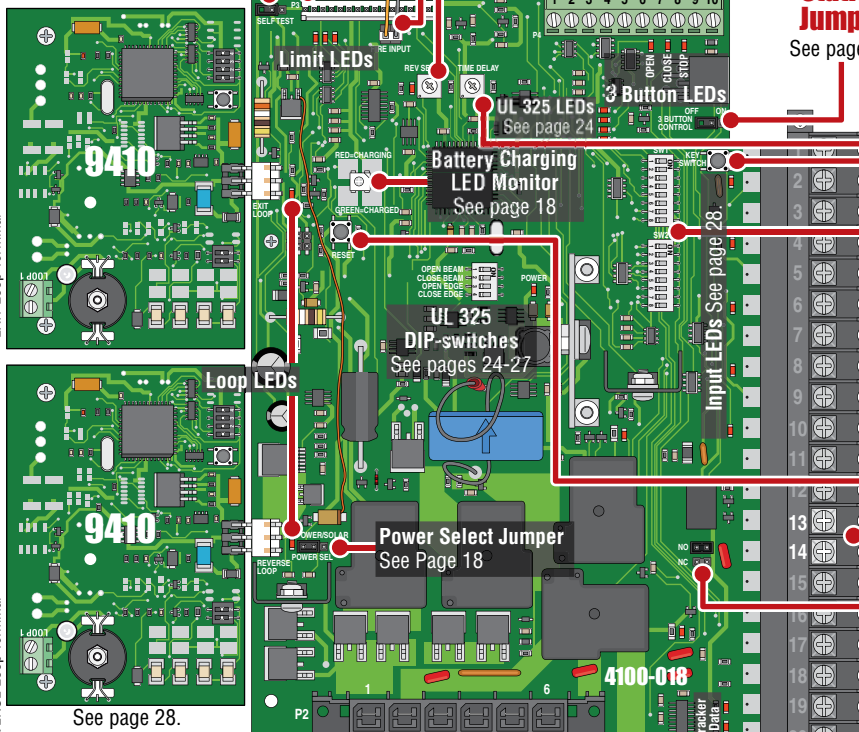 P3
SELF TEST
RE INPUT
1 2 3 4 5 6 7 8 9 10
P4
Jump
See page
Limit LEDs
REV SE
TIME DELAY
UL 325 LEDs
See page 24
OPEN
CLOSE
STOP
3 Button LEDs
OFF ON
3 BUTTON
CONTROL
9410
LOOP 1
EXIT
LOOP
RED=CHARGING
GREEN=CHARGED
Battery Charging
LED Monitor
See page 18
RESET
SW1
KEY
SWITCH
SW2
OPEN BEAM
CLOSE BEAM
OPEN EDGE
CLOSE EDGE
POWER
UL 325
DIP-switches
See pages 24-27
Input LEDs See page 28.
Loop LEDs
9410
LOOP 1
REVERSE
LOOP
POWER/SOLAR
POWER SEL
Power Select Jumper
See Page 18
NO
NC
2
3
4
5
6
7
8
9
10
11
12
13
14
15
16
17
18
19
4100-018
1
6
P2
racker
Data
See page 28.